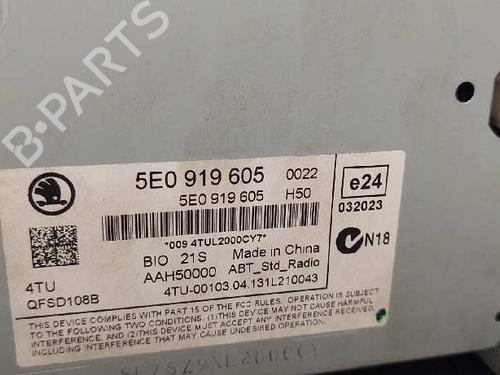 B-PARTS
5E0 919 605 0022
5E0 919 605 H50
e24
032023
*009 4TUL2000CY7*
BIO 21S Made in China
AAH50000 ABT_Std_Radio
4TU-00103.04.131L210043
N18
4TU
QFSD108B
THIS DEVICE COMPLIES WITH PART 15 OF THE FCC RULES. OPERATION IS
SUBJECT TO THE FOLLOWING TWO CONDITIONS: (1) THIS DEVICE MAY NOT CAUSE HARMFUL
INTERFERENCE, AND (2) THIS DEVICE MUST ACCEPT ANY INTERFERENCE RECEIVED,
INCLUDING INTERFERENCE THAT MAY CAUSE UNDESIRED OPERATION.